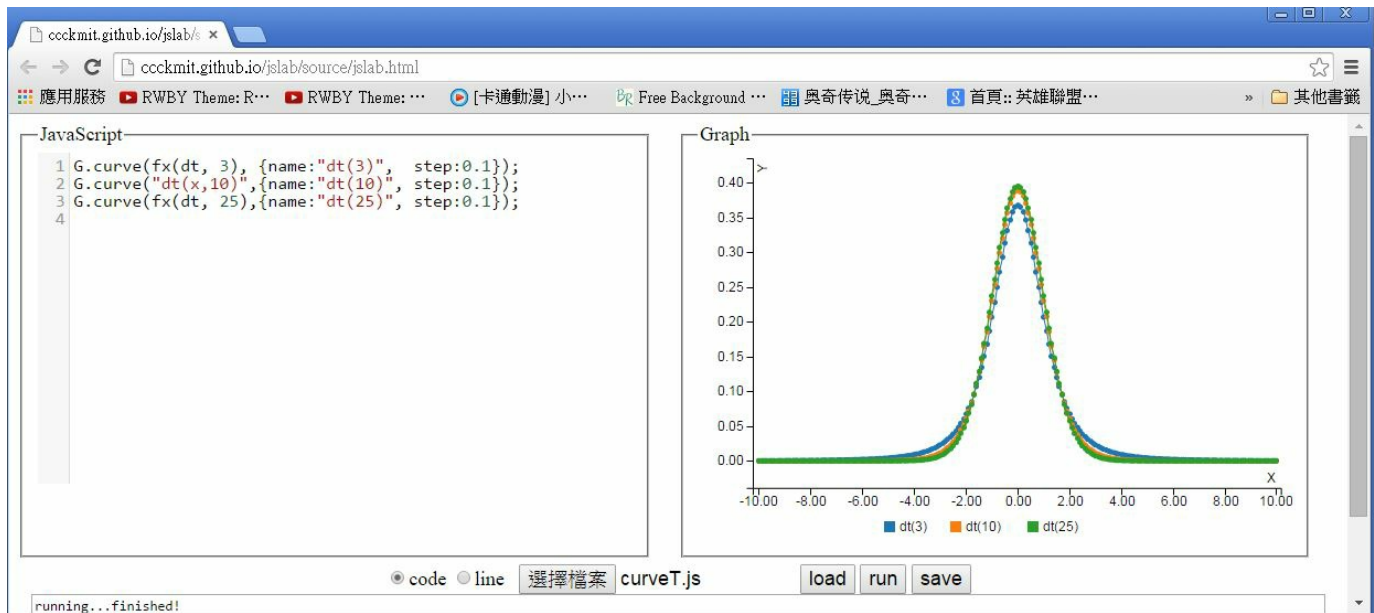 ccckmit.github.io/jslab/s
ccckmit.github.io/jslab/source/jslab.html
應用服務 RWBY Theme: R… RWBY Theme: … [卡通動漫] 小… Free Background … 奥奇传说_奥奇… 首頁:: 英雄聯盟… » 其他書籤
JavaScript
1 G.curve(fx(dt, 3), {name:"dt(3)", step:0.1});
2 G.curve("dt(x,10)",{name:"dt(10)", step:0.1});
3 G.curve(fx(dt, 25),{name:"dt(25)", step:0.1});
4
Graph
Y
0.40
0.35
0.30
0.25
0.20
0.15
0.10
0.05
0.00
X
-10.00 -8.00 -6.00 -4.00 -2.00 0.00 2.00 4.00 6.00 8.00 10.00
dt(3) dt(10) dt(25)
code line 選擇檔案 curveT.js load run save
running...finished!